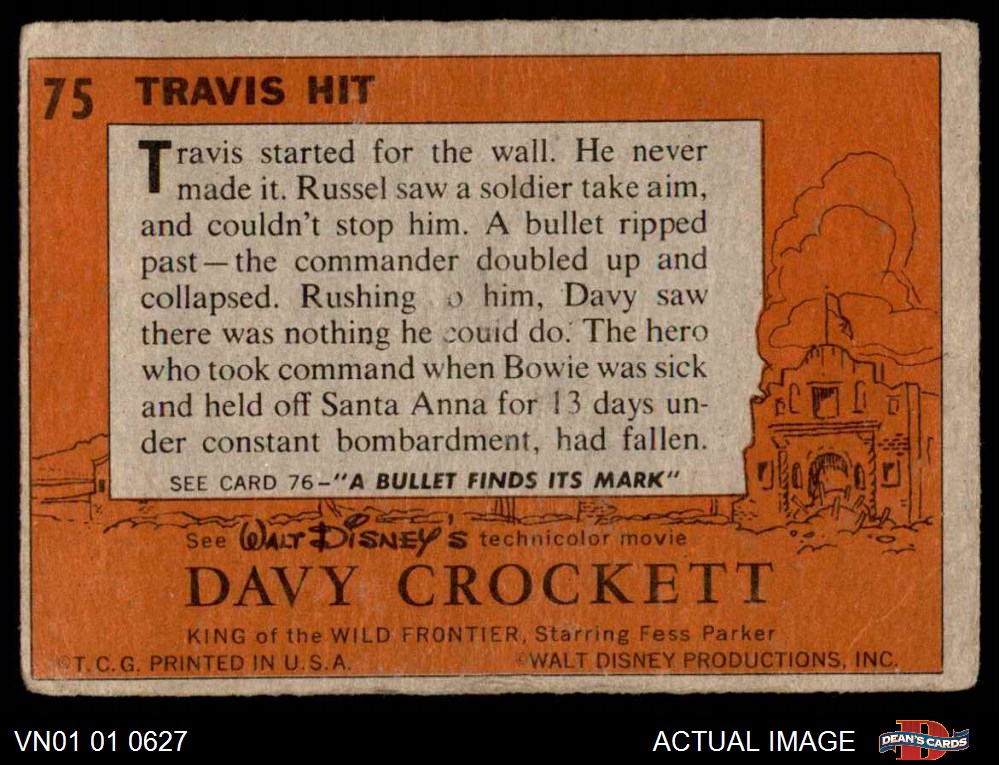 75 TRAVIS HIT
Travis started for the wall. He never
made it. Russel saw a soldier take aim,
and couldn't stop him. A bullet ripped
past—the commander doubled up and
collapsed. Rushing o him, Davy saw
there was nothing he could do. The hero
who took command when Bowie was sick
and held off Santa Anna for 13 days un-
der constant bombardment, had fallen.
SEE CARD 76–"A BULLET FINDS ITS MARK"
See WALT DISNEY'S technicolor movie
DAVY CROCKETT
KING of the WILD FRONTIER, Starring Fess Parker
©T.C.G. PRINTED IN U.S.A. ©WALT DISNEY PRODUCTIONS, INC.
VN01 01 0627 ACTUAL IMAGE DEAN'S CARDS